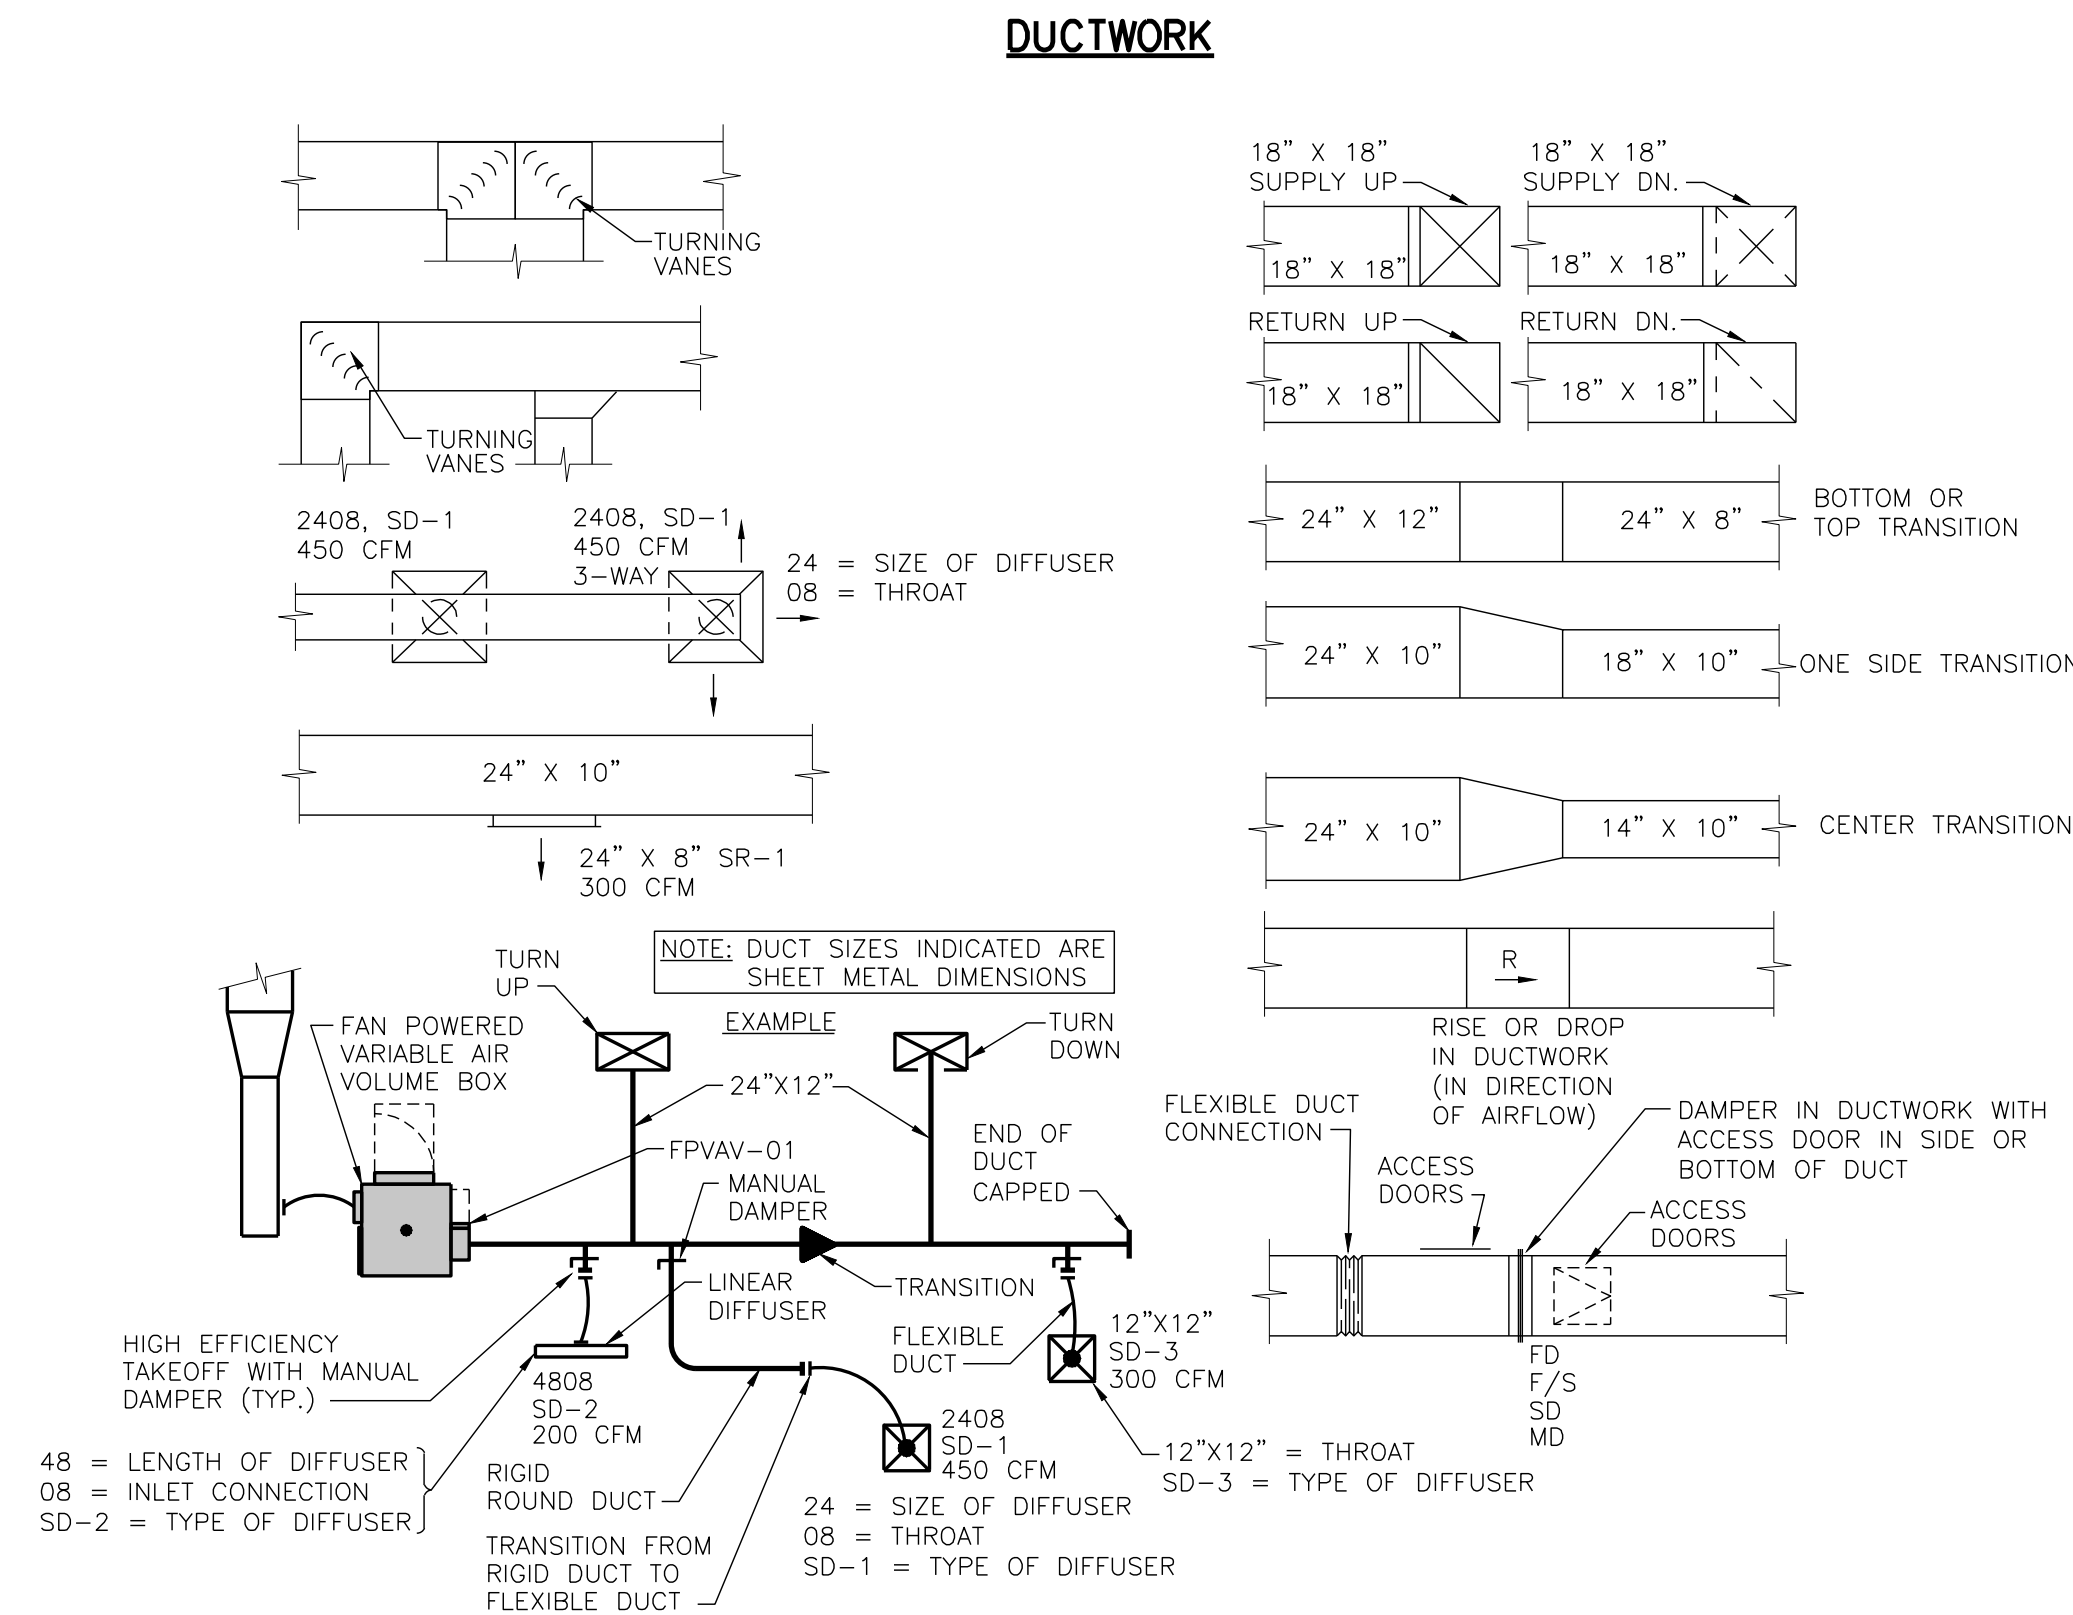 DUCTWORK
TURNING
VANES
TURNING
VANES
2408, SD-1
450 CFM
2408, SD-1
450 CFM
3-WAY
24 = SIZE OF DIFFUSER
08 = THROAT
24" X 10"
24" X 8" SR-1
300 CFM
18" X 18"
SUPPLY UP
18" X 18"
18" X 18"
SUPPLY DN.
18" X 18"
RETURN UP
18" X 18"
RETURN DN.
18" X 18"
24" X 12"
24" X 8"
BOTTOM OR
TOP TRANSITION
24" X 10"
18" X 10"
ONE SIDE TRANSITION
24" X 10"
14" X 10"
CENTER TRANSITION
R
RISE OR DROP
IN DUCTWORK
(IN DIRECTION
OF AIRFLOW)
NOTE: DUCT SIZES INDICATED ARE
SHEET METAL DIMENSIONS
EXAMPLE
TURN
UP
TURN
DOWN
FAN POWERED
VARIABLE AIR
VOLUME BOX
24"X12"
FPVAV-01
MANUAL
DAMPER
END OF
DUCT
CAPPED
LINEAR
DIFFUSER
TRANSITION
HIGH EFFICIENCY
TAKEOFF WITH MANUAL
DAMPER (TYP.)
4808
SD-2
200 CFM
48 = LENGTH OF DIFFUSER
08 = INLET CONNECTION
SD-2 = TYPE OF DIFFUSER
RIGID
ROUND DUCT
TRANSITION FROM
RIGID DUCT TO
FLEXIBLE DUCT
FLEXIBLE
DUCT
2408
SD-1
450 CFM
24 = SIZE OF DIFFUSER
08 = THROAT
SD-1 = TYPE OF DIFFUSER
12"X12"
SD-3
300 CFM
12"X12" = THROAT
SD-3 = TYPE OF DIFFUSER
FLEXIBLE DUCT
CONNECTION
ACCESS
DOORS
DAMPER IN DUCTWORK WITH
ACCESS DOOR IN SIDE OR
BOTTOM OF DUCT
ACCESS
DOORS
FD
F/S
SD
MD